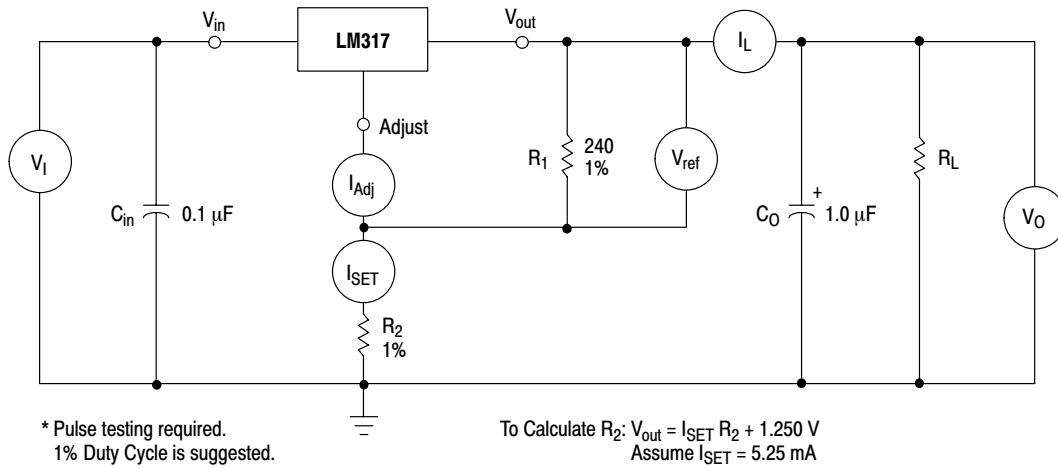 V_in
LM317
V_out
I_L
Adjust
V_I
R_1
240
1%
V_ref
R_L
I_Adj
C_in
0.1 μF
C_O
+
1.0 μF
V_O
I_SET
R_2
1%
* Pulse testing required.
1% Duty Cycle is suggested.
To Calculate R_2: V_out = I_SET R_2 + 1.250 V
Assume I_SET = 5.25 mA